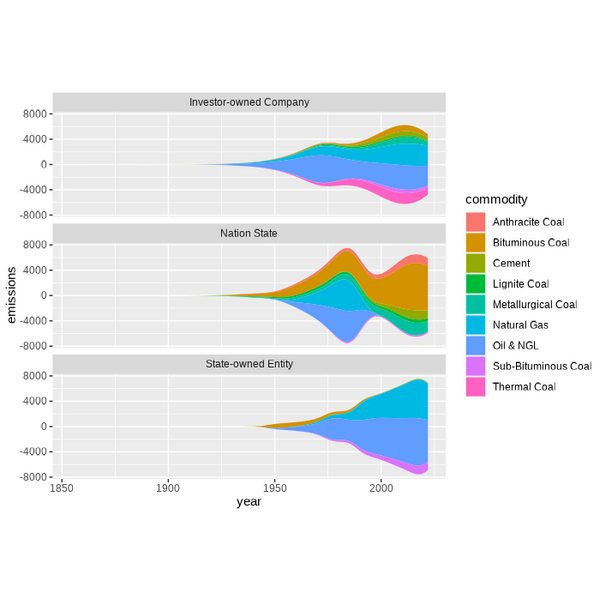 Investor-owned Company
8000
4000
0
-4000
-8000
Nation State
8000
4000
0
-4000
-8000
State-owned Entity
8000
4000
0
-4000
-8000
1850 1900 1950 2000
year
emissions
commodity
Anthracite Coal
Bituminous Coal
Cement
Lignite Coal
Metallurgical Coal
Natural Gas
Oil & NGL
Sub-Bituminous Coal
Thermal Coal